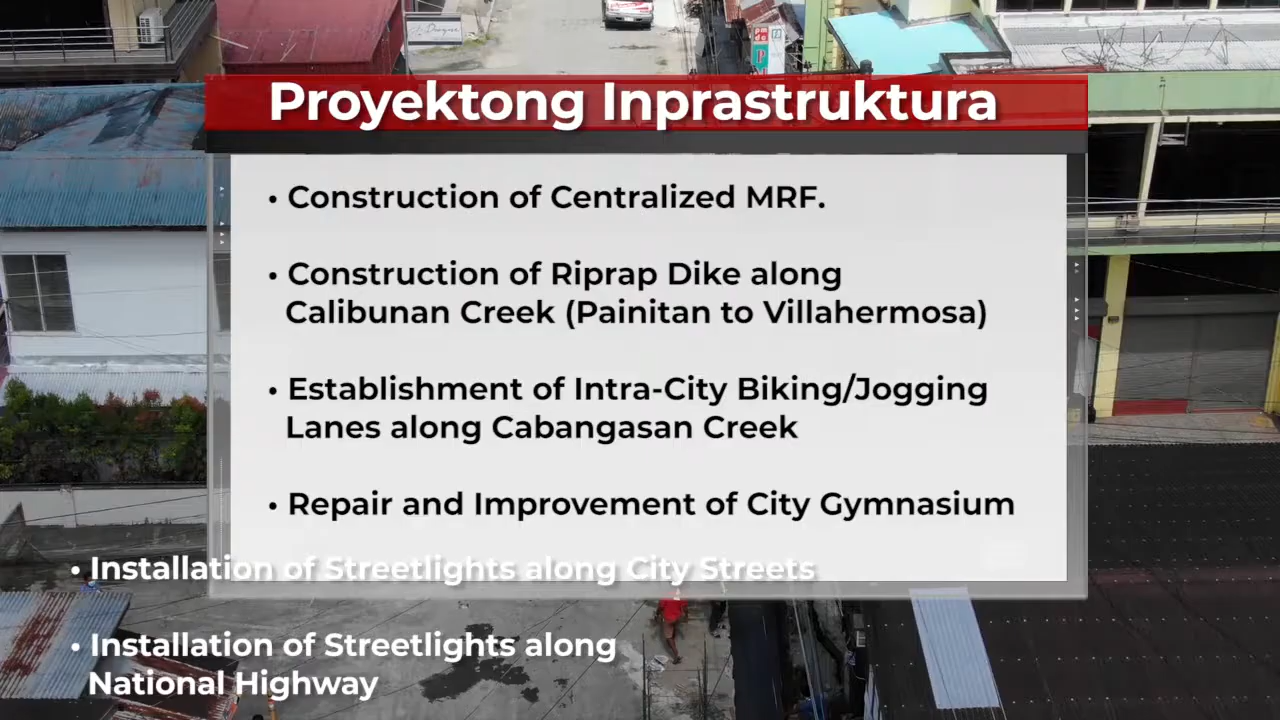 Proyektong Inprastruktura
• Construction of Centralized MRF.
• Construction of Riprap Dike along
Calibunan Creek (Painitan to Villahermosa)
• Establishment of Intra-City Biking/Jogging
Lanes along Cabangasan Creek
• Repair and Improvement of City Gymnasium
• Installation of Streetlights along City Streets
• Installation of Streetlights along
National Highway